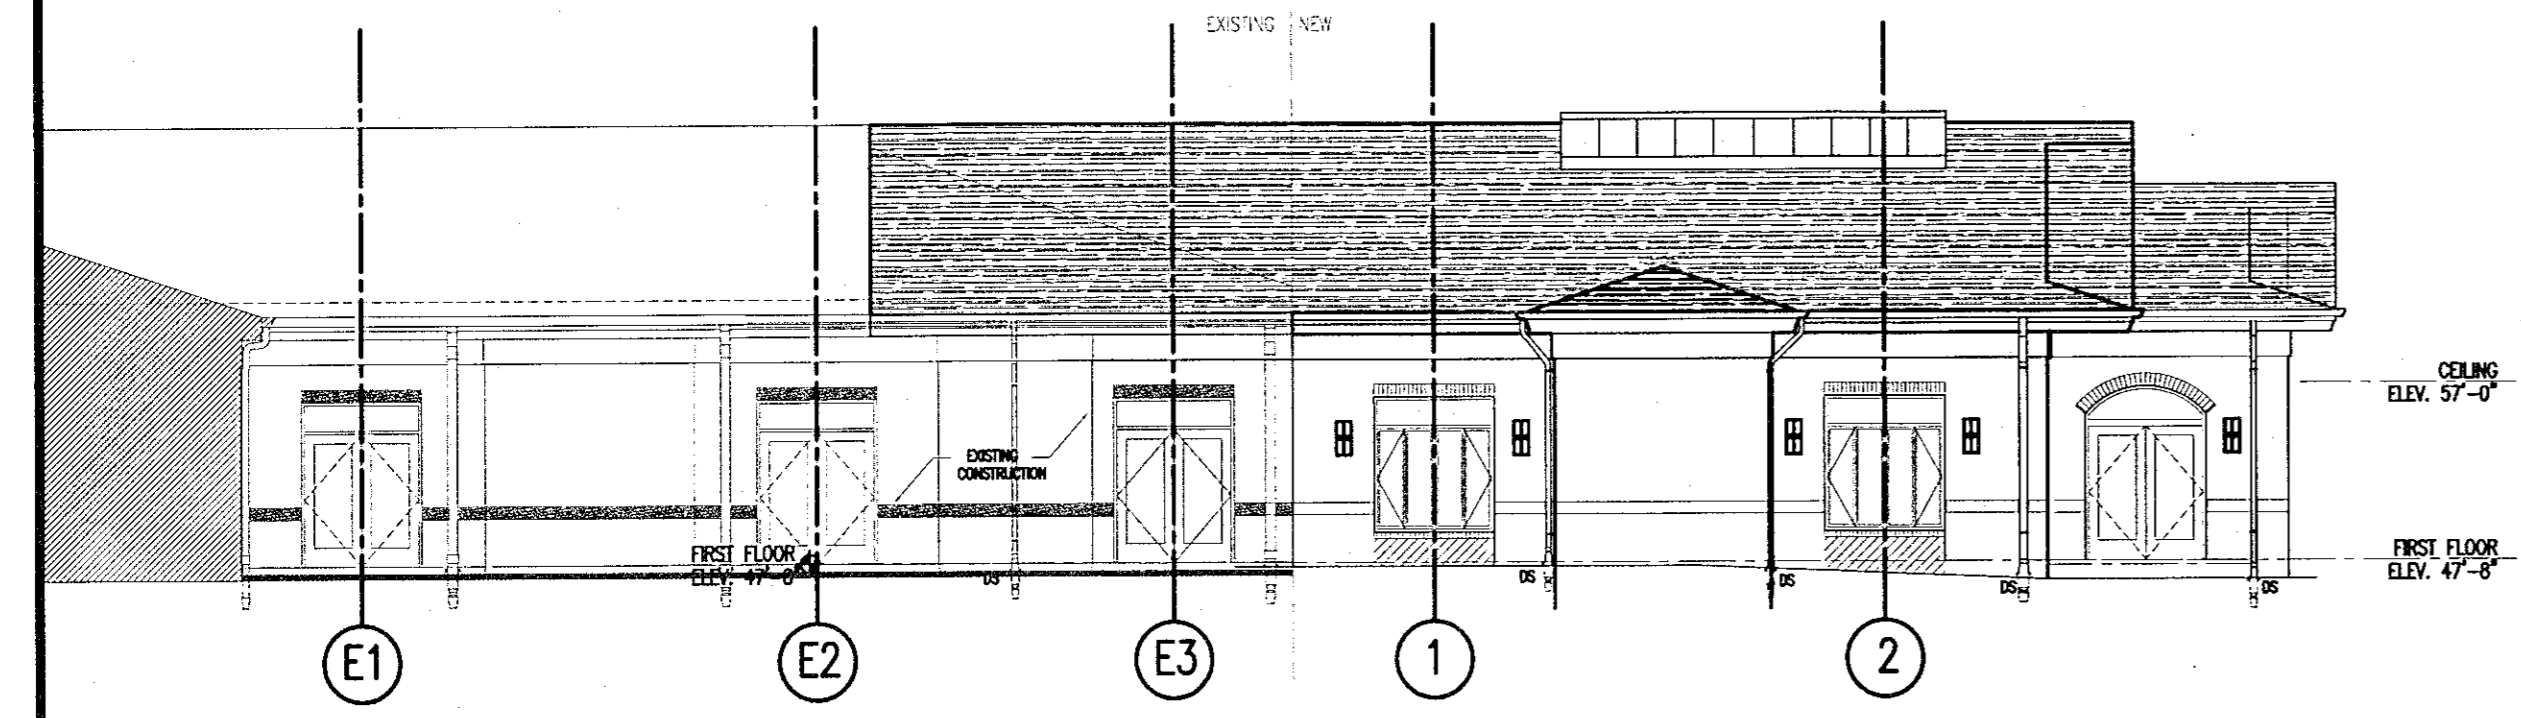 EXISTING NEW
CEILING
ELEV. 57'-0"
EXISTING
CONSTRUCTION
FIRST FLOOR
ELEV. 47'-8"
FIRST FLOOR
ELEV. 47'
DS
DS
DS
DS
DS
E1
E2
E3
1
2